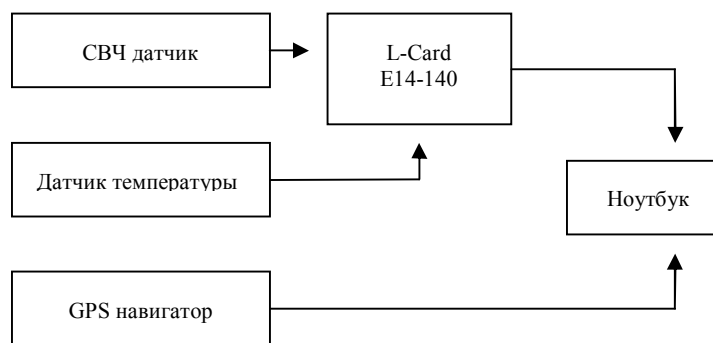 СВЧ датчик
L-Card
E14-140
Датчик температуры
Ноутбук
GPS навигатор